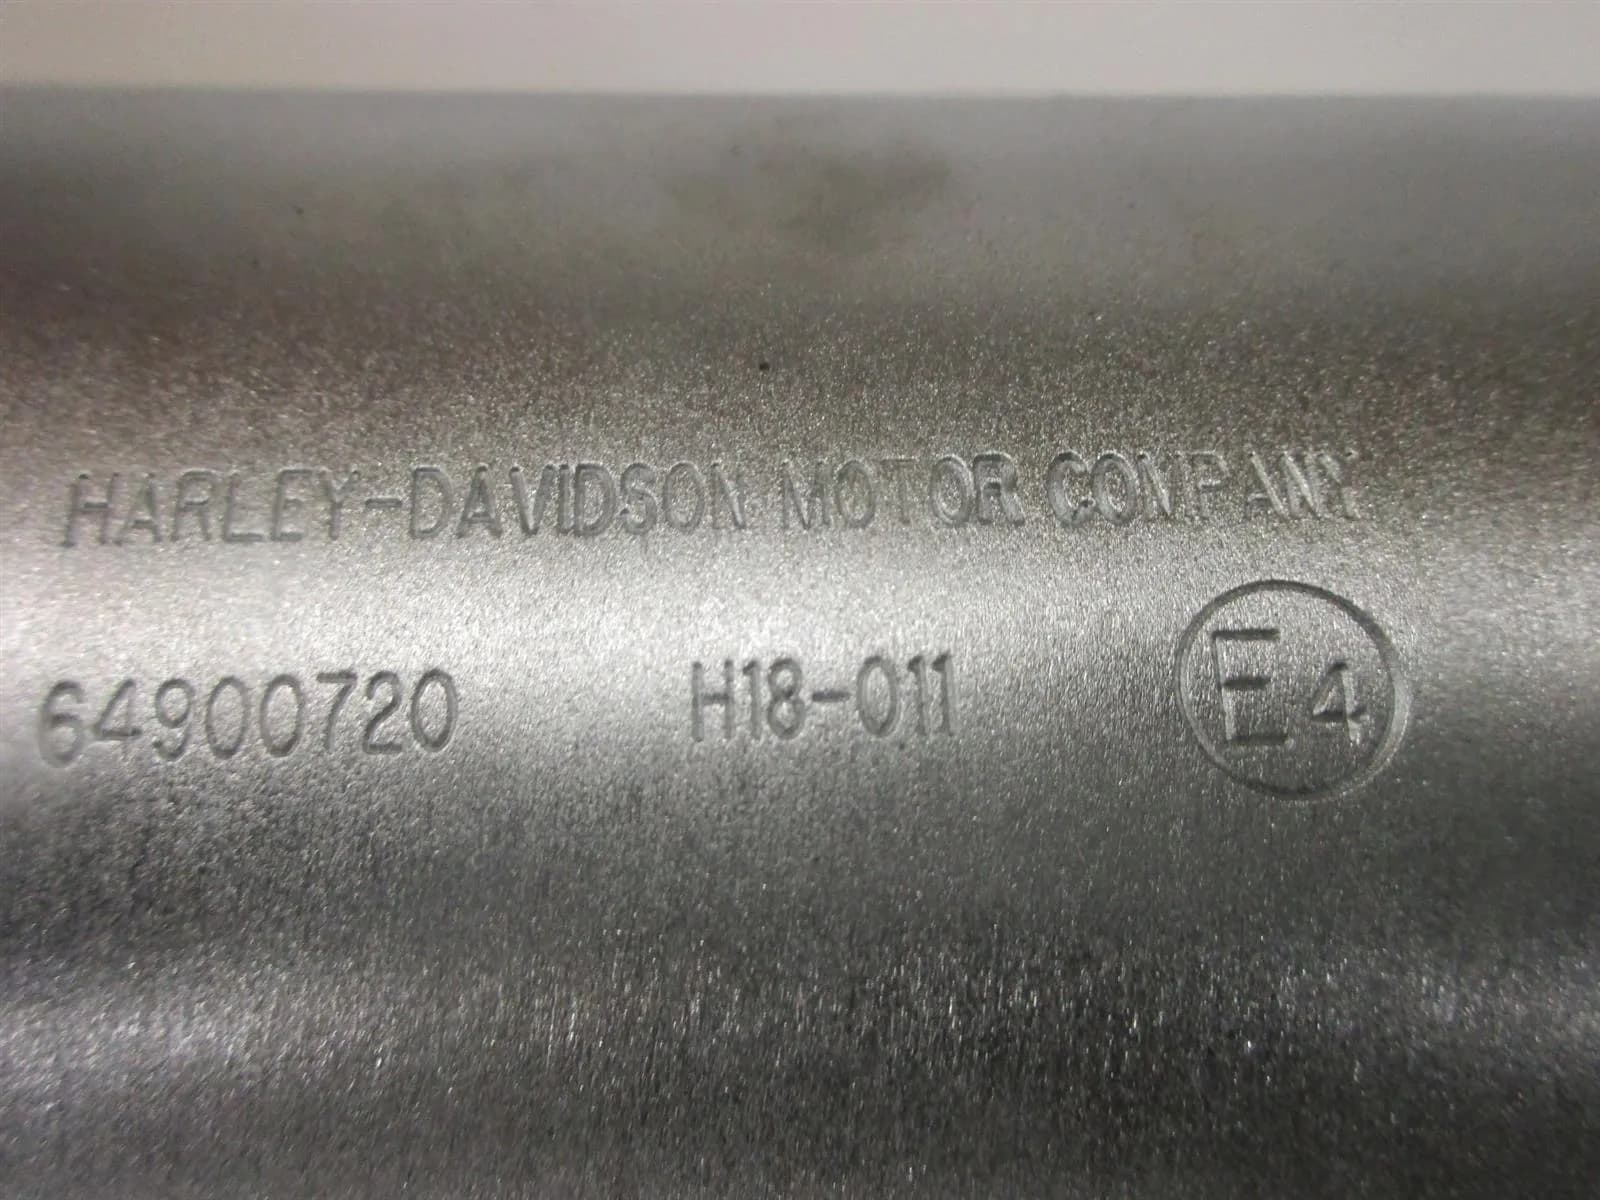 HARLEY-DAVIDSON MOTOR COMPANY
64900720 H18-011 E4